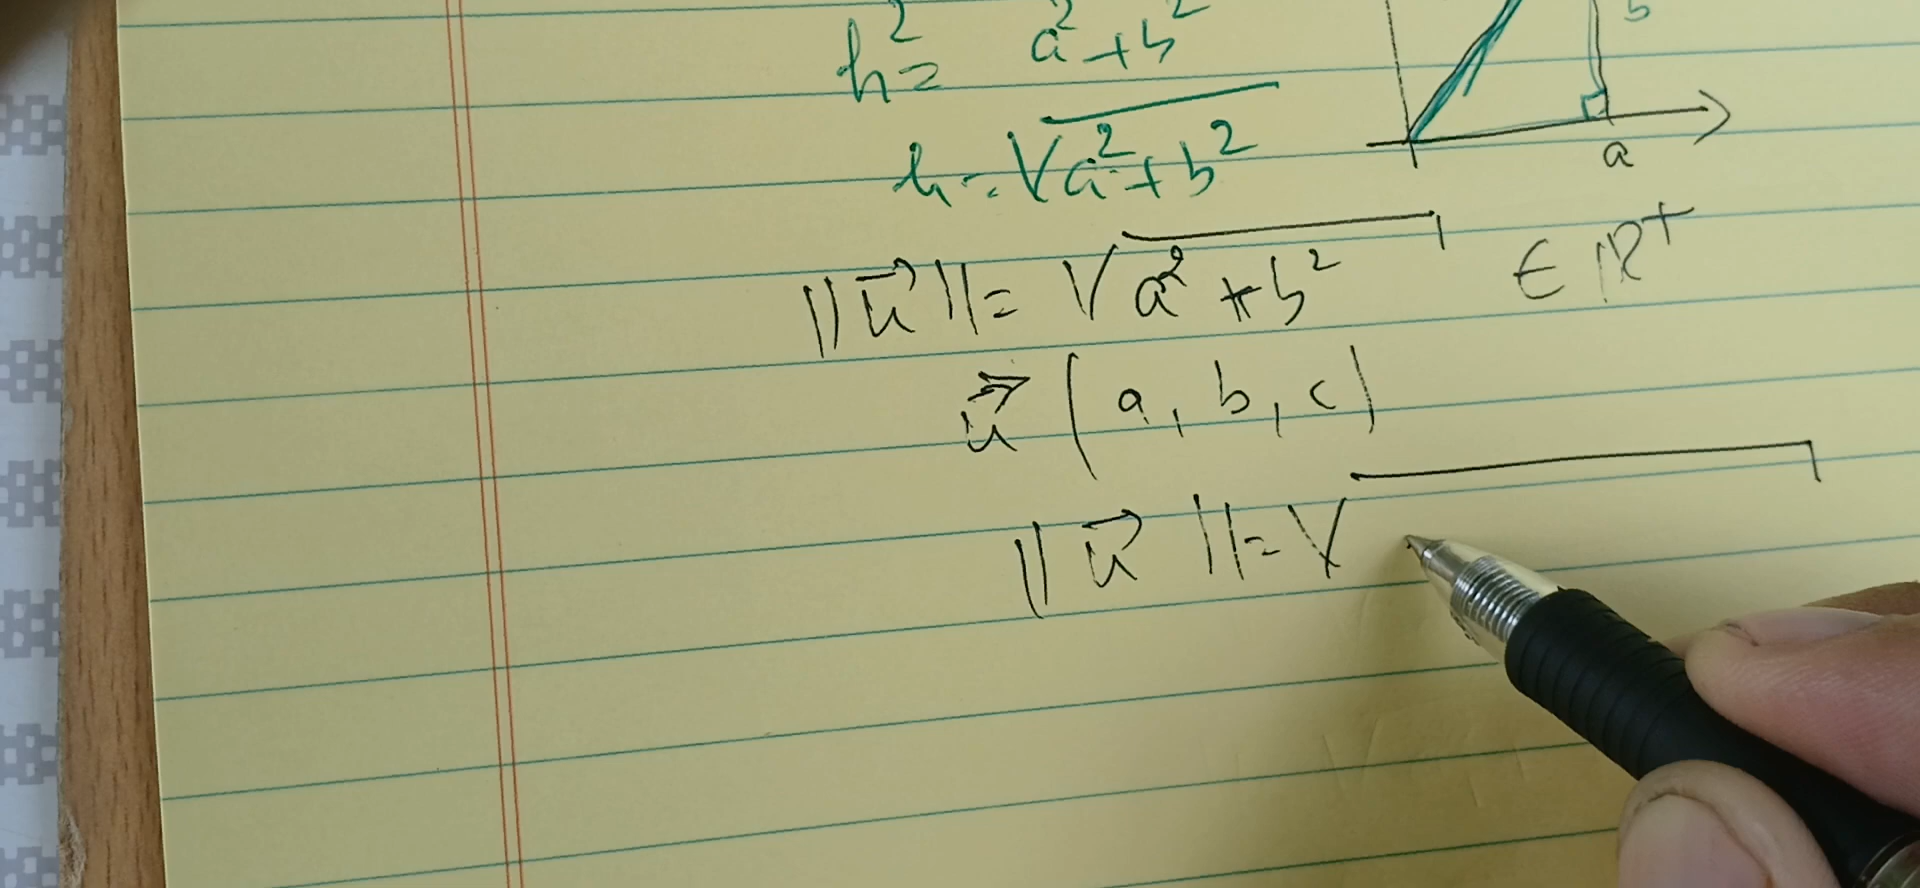 h² = a² + b²
b
h = √a² + b²
a
||u⃗|| = √a² + b² ∈ ℝ⁺
u⃗ (a, b, c)
||u⃗|| = √